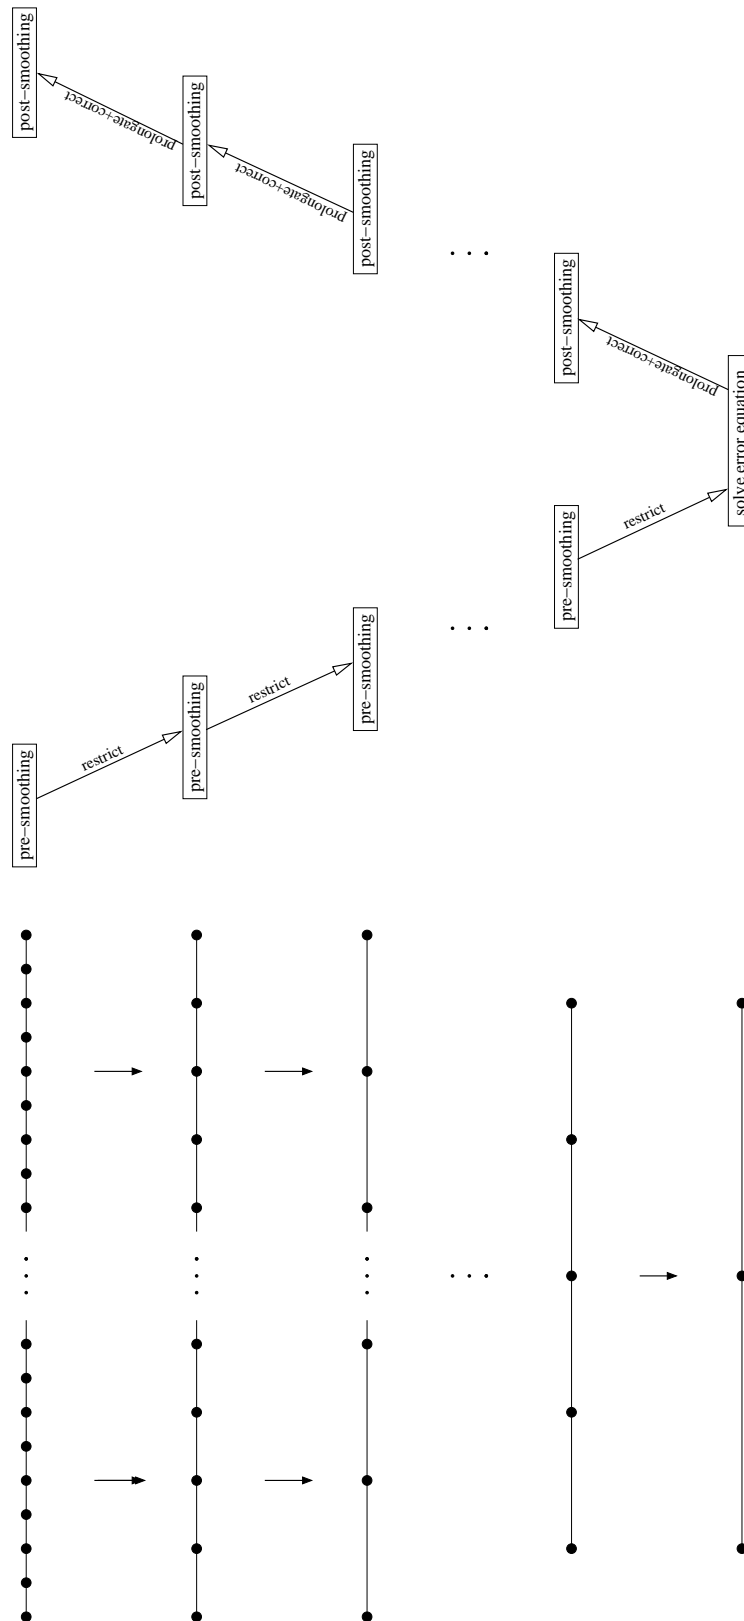 post−smoothing
prolongate+correct
post−smoothing
prolongate+correct
post−smoothing
post−smoothing
prolongate+correct
solve error equation
restrict
pre−smoothing
pre−smoothing
restrict
pre−smoothing
restrict
pre−smoothing